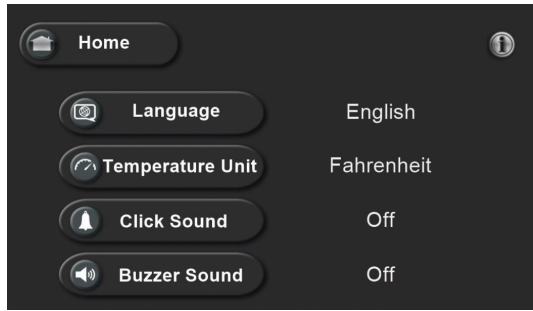 Home
Language English
Temperature Unit Fahrenheit
Click Sound Off
Buzzer Sound Off